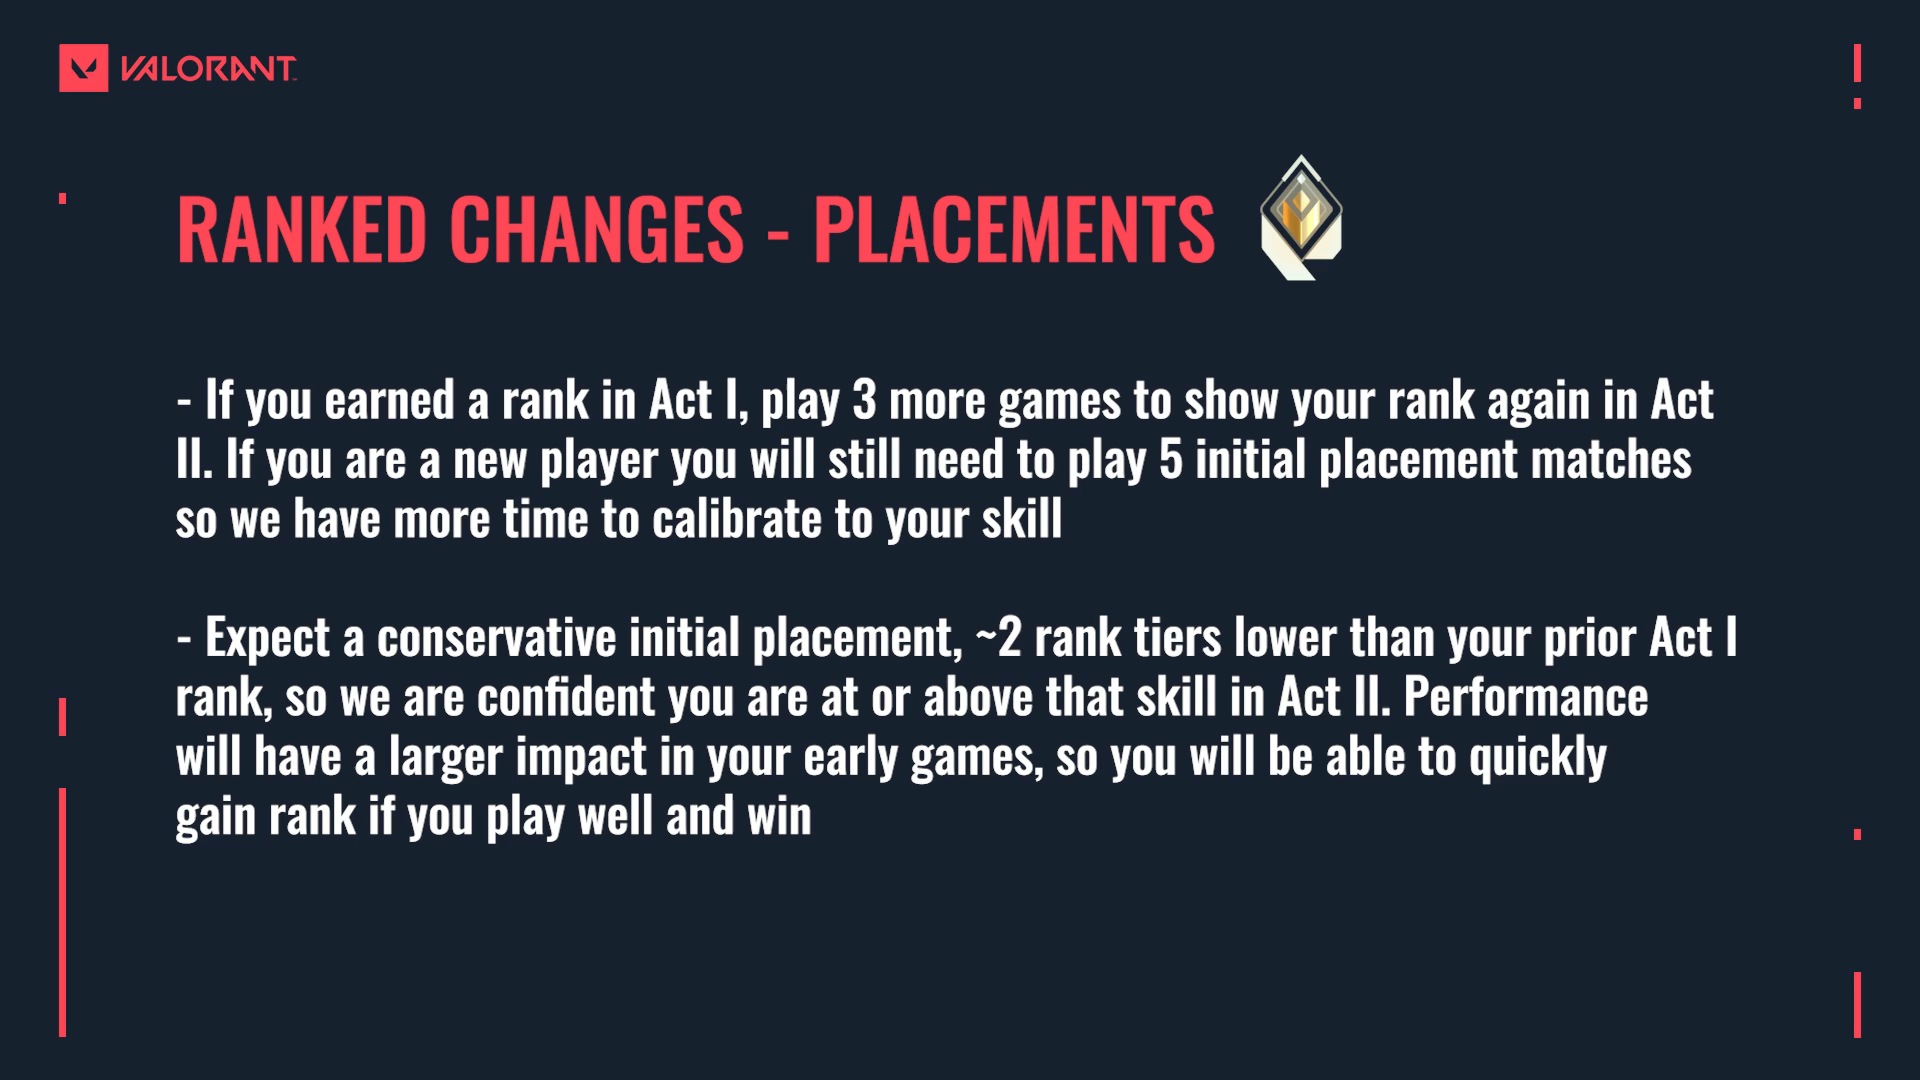 VALORANT
RANKED CHANGES - PLACEMENTS
- If you earned a rank in Act I, play 3 more games to show your rank again in Act
II. If you are a new player you will still need to play 5 initial placement matches
so we have more time to calibrate to your skill
- Expect a conservative initial placement, ~2 rank tiers lower than your prior Act I
rank, so we are confident you are at or above that skill in Act II. Performance
will have a larger impact in your early games, so you will be able to quickly
gain rank if you play well and win